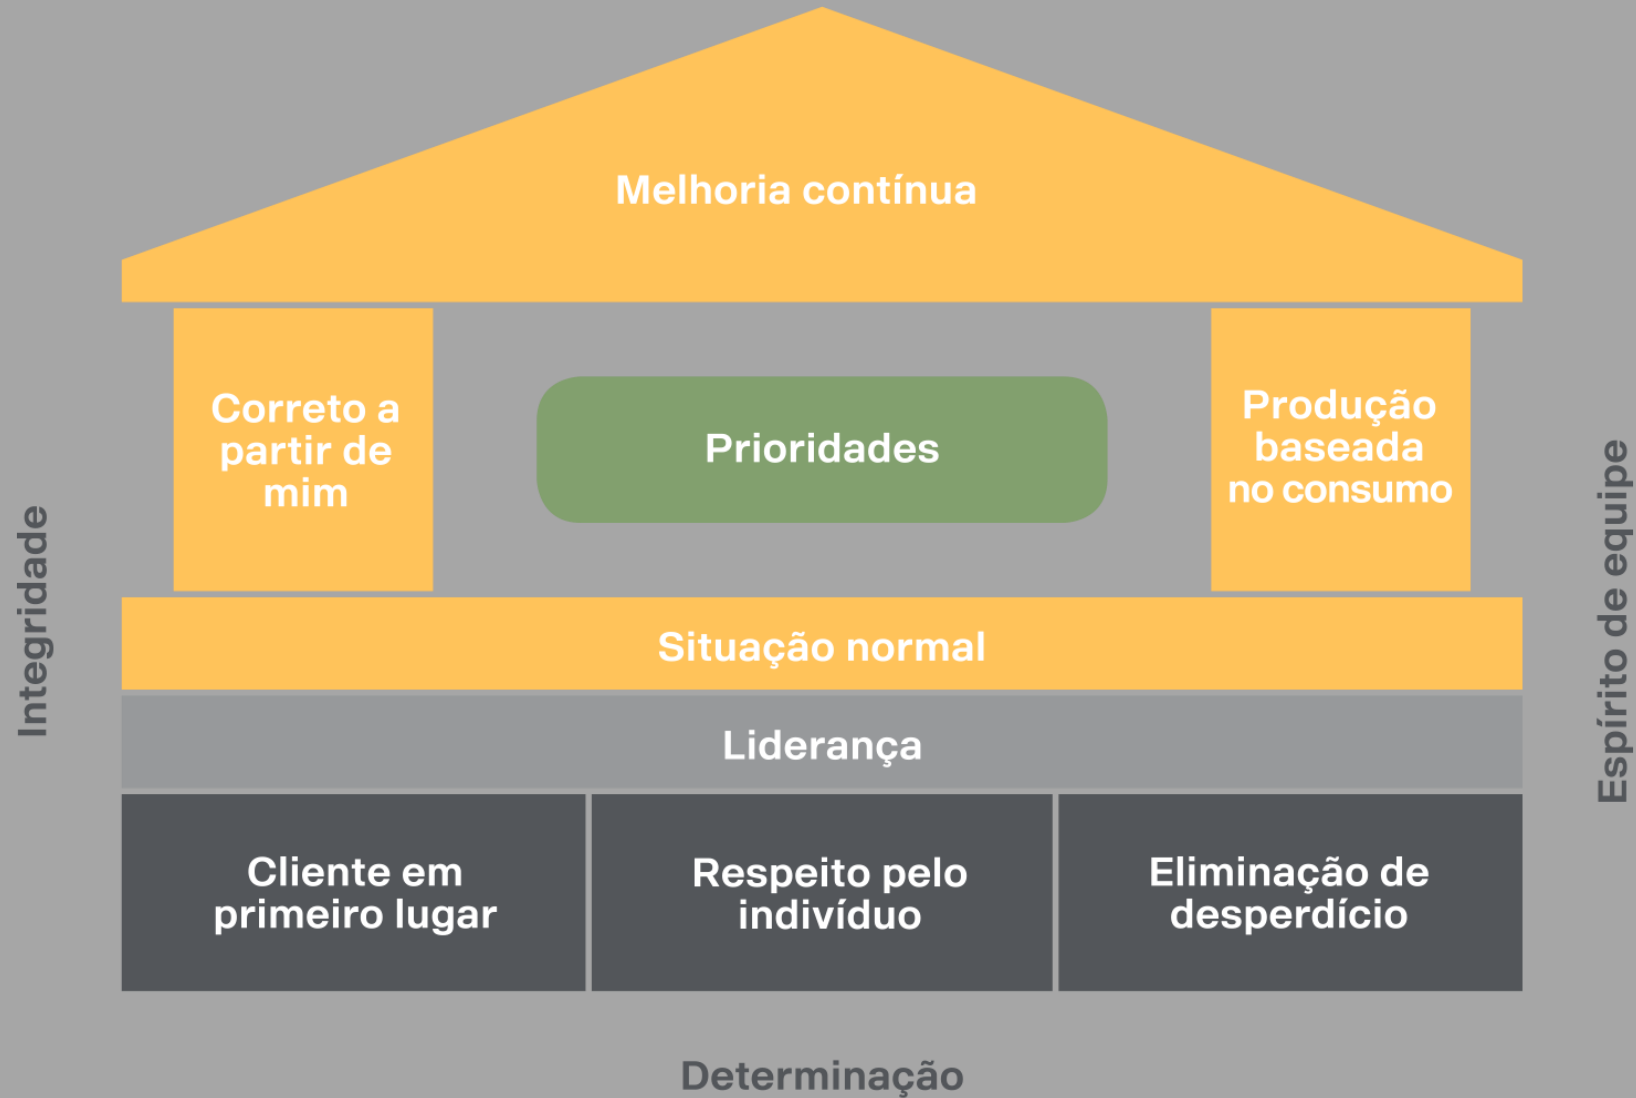 Melhoria contínua
Correto a
partir de
mim
Prioridades
Produção
baseada
no consumo
Situação normal
Liderança
Cliente em
primeiro lugar
Respeito pelo
indivíduo
Eliminação de
desperdício
Integridade
Espírito de equipe
Determinação